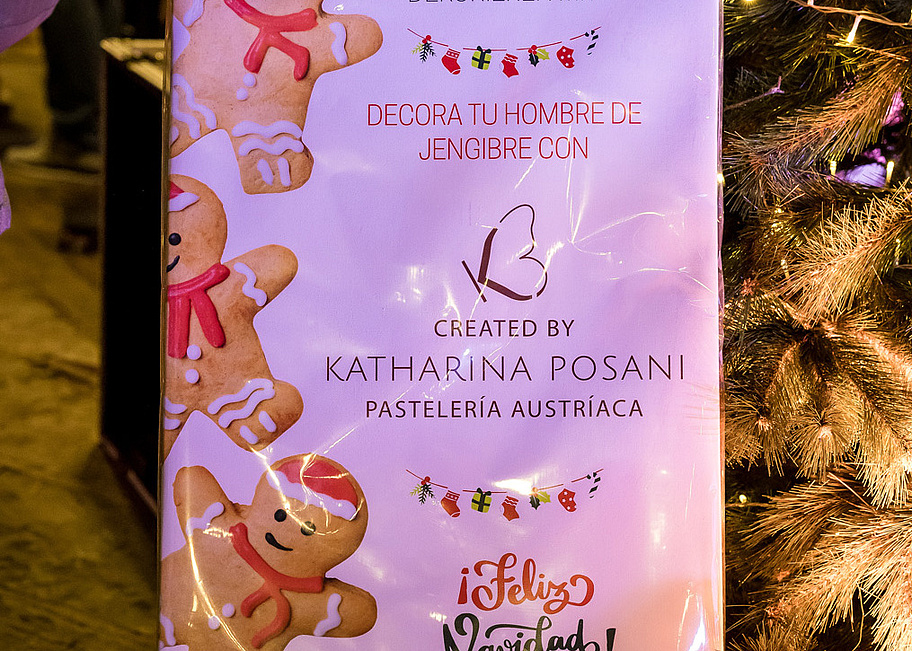 DECORA TU HOMBRE DE
JENGIBRE CON
CREATED BY
KATHARINA POSANI
PASTELERÍA AUSTRÍACA
¡Feliz
Navidad!